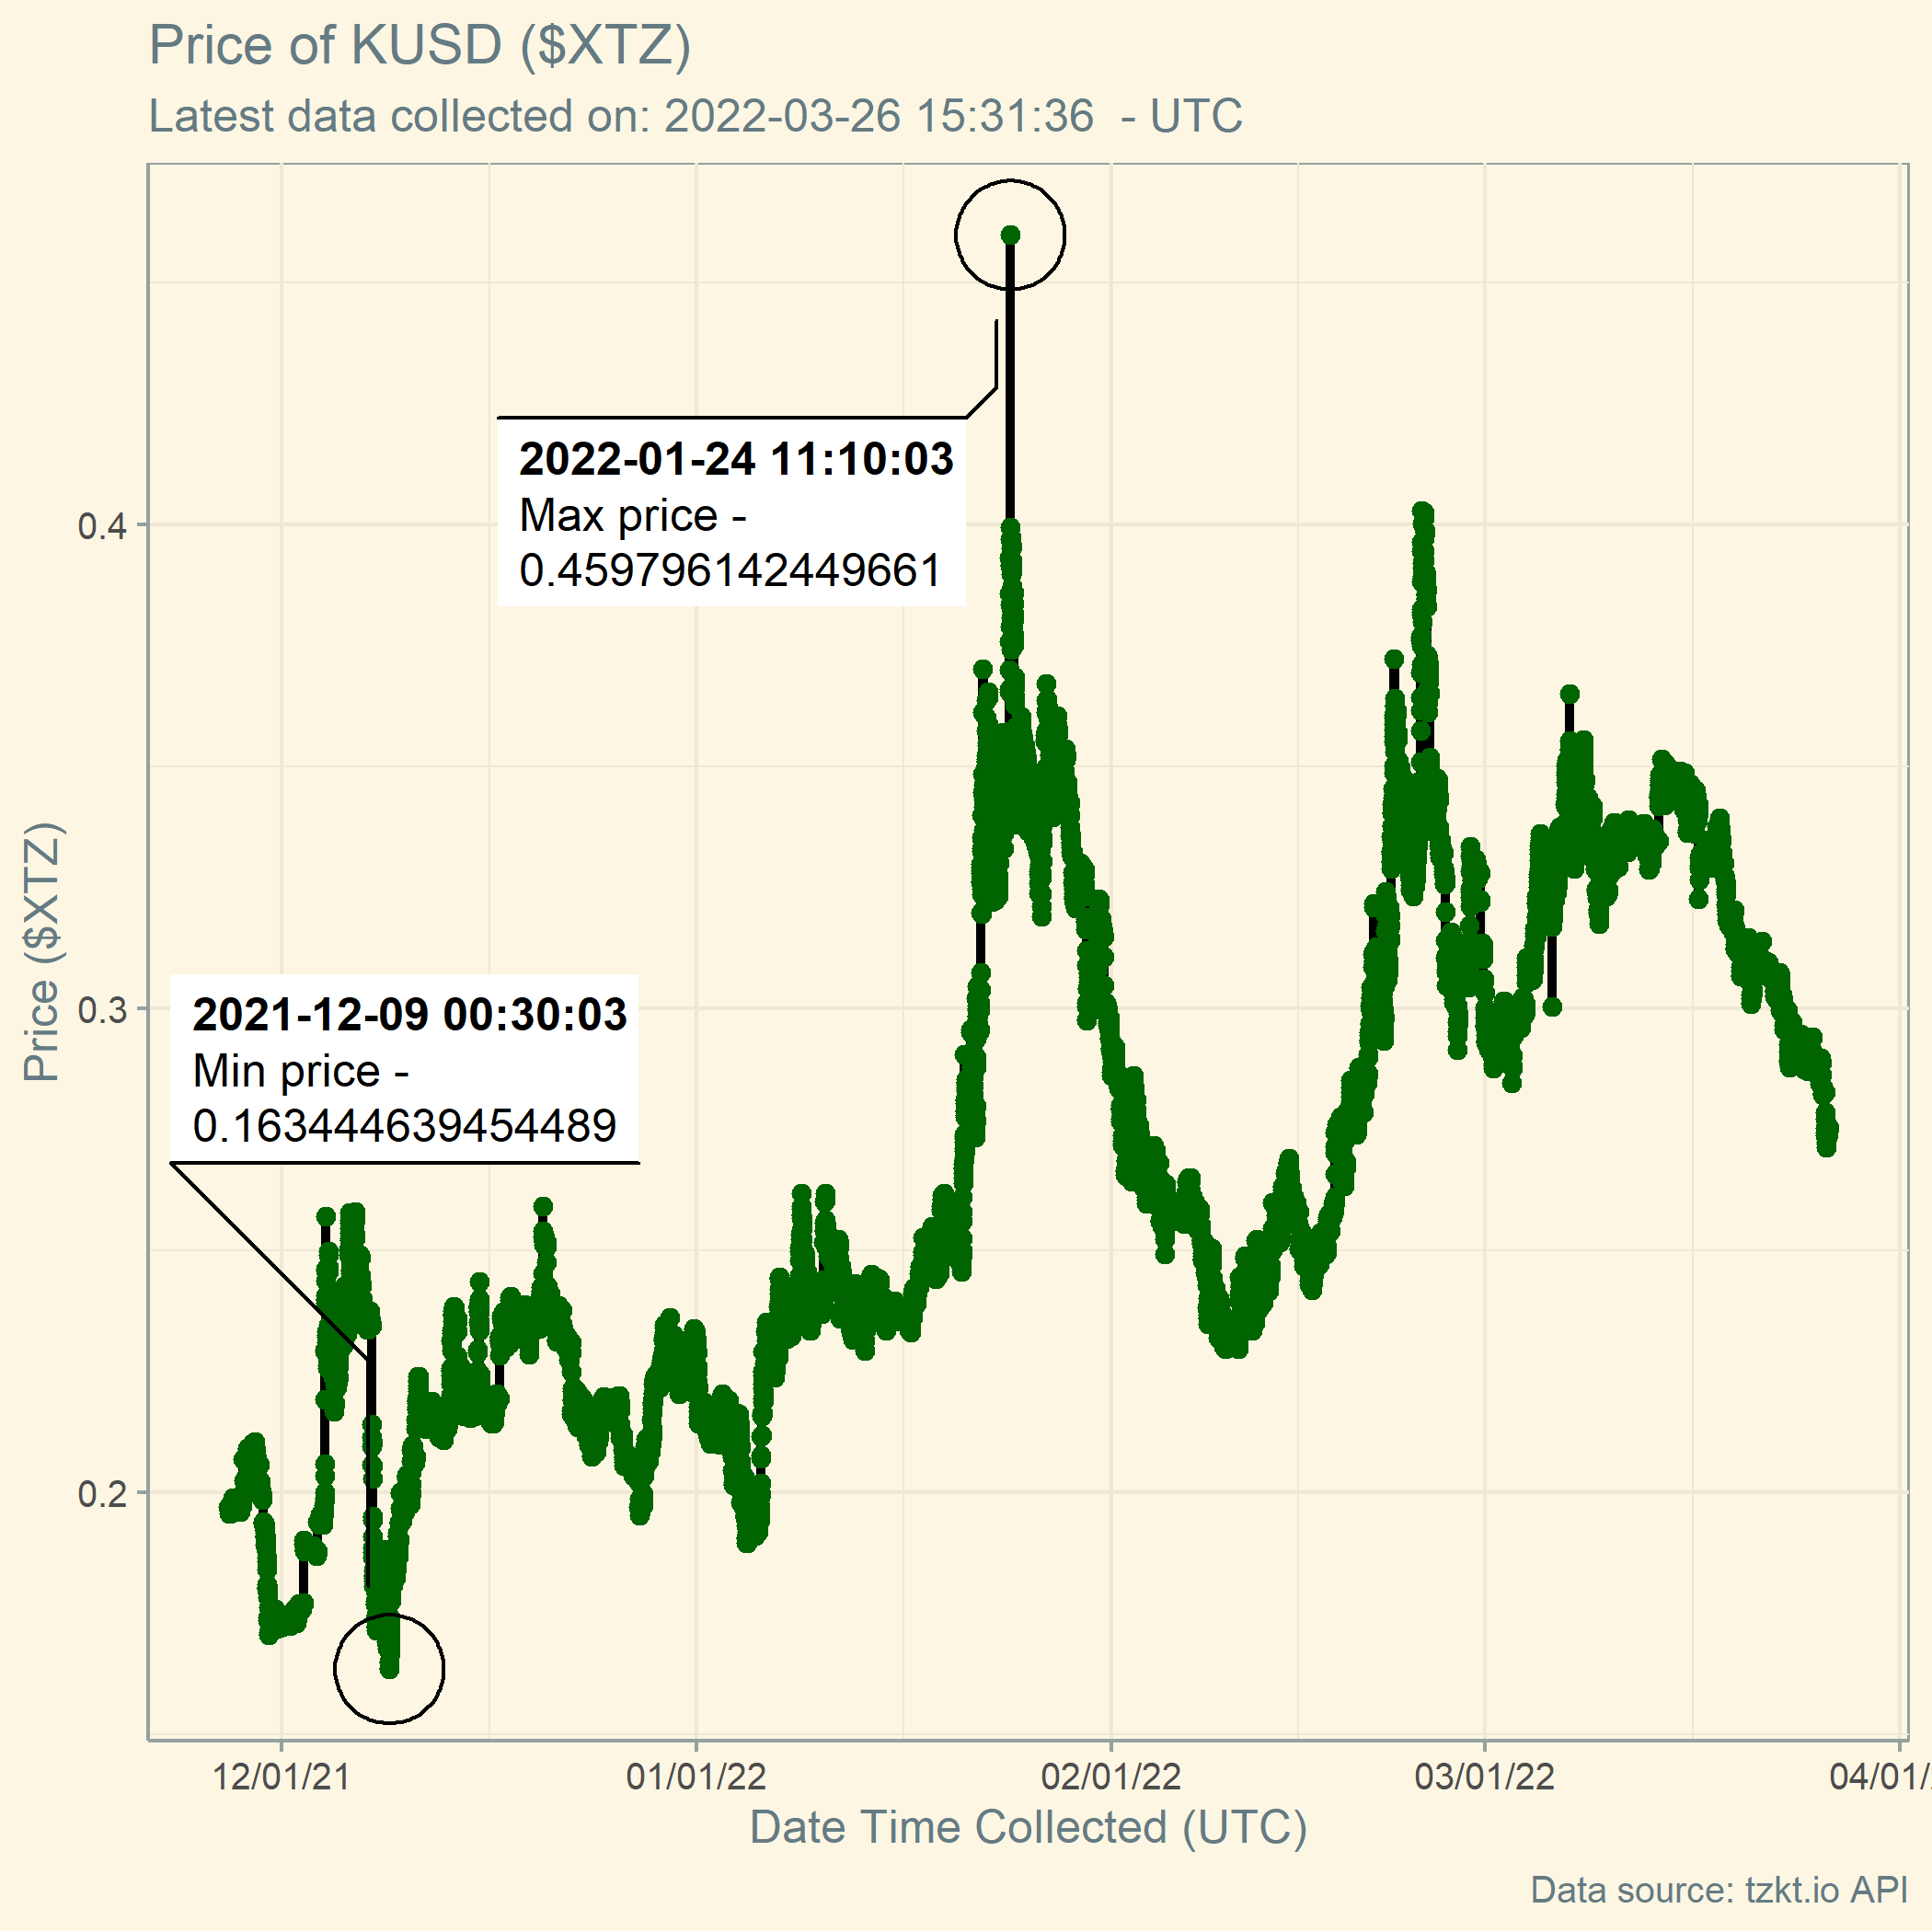 Price of KUSD ($XTZ)
Latest data collected on: 2022-03-26 15:31:36  - UTC
2022-01-24 11:10:03
Max price -
0.459796142449661
0.4
Price ($XTZ)
0.3
2021-12-09 00:30:03
Min price -
0.163444639454489
0.2
12/01/21
01/01/22
02/01/22
03/01/22
04/01/
Date Time Collected (UTC)
Data source: tzkt.io API